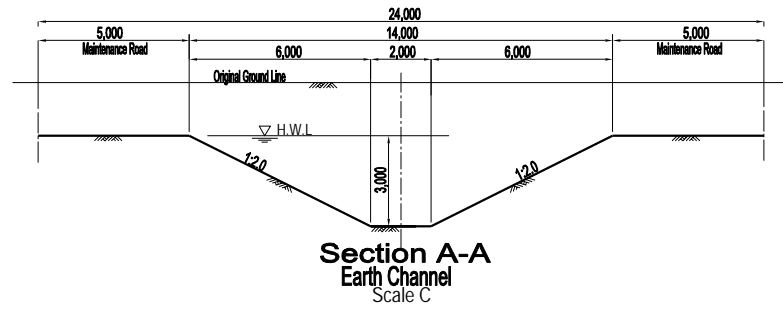 24,000
5,000 14,000 5,000
Maintenance Road Maintenance Road
6,000 2,000 6,000
Original Ground Line
H.W.L
1:2.0 1:2.0
3,000
Section A-A
Earth Channel
Scale C